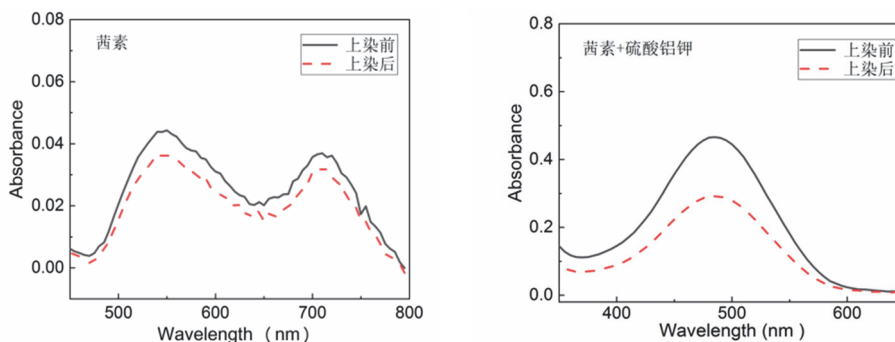 茜素
上染前
上染后
0.08
0.06
0.04
0.02
0.00
Absorbance
500
600
700
800
Wavelength（nm）
茜素+硫酸铝钾
上染前
上染后
0.8
0.6
0.4
0.2
0.0
Absorbance
400
500
600
Wavelength (nm)